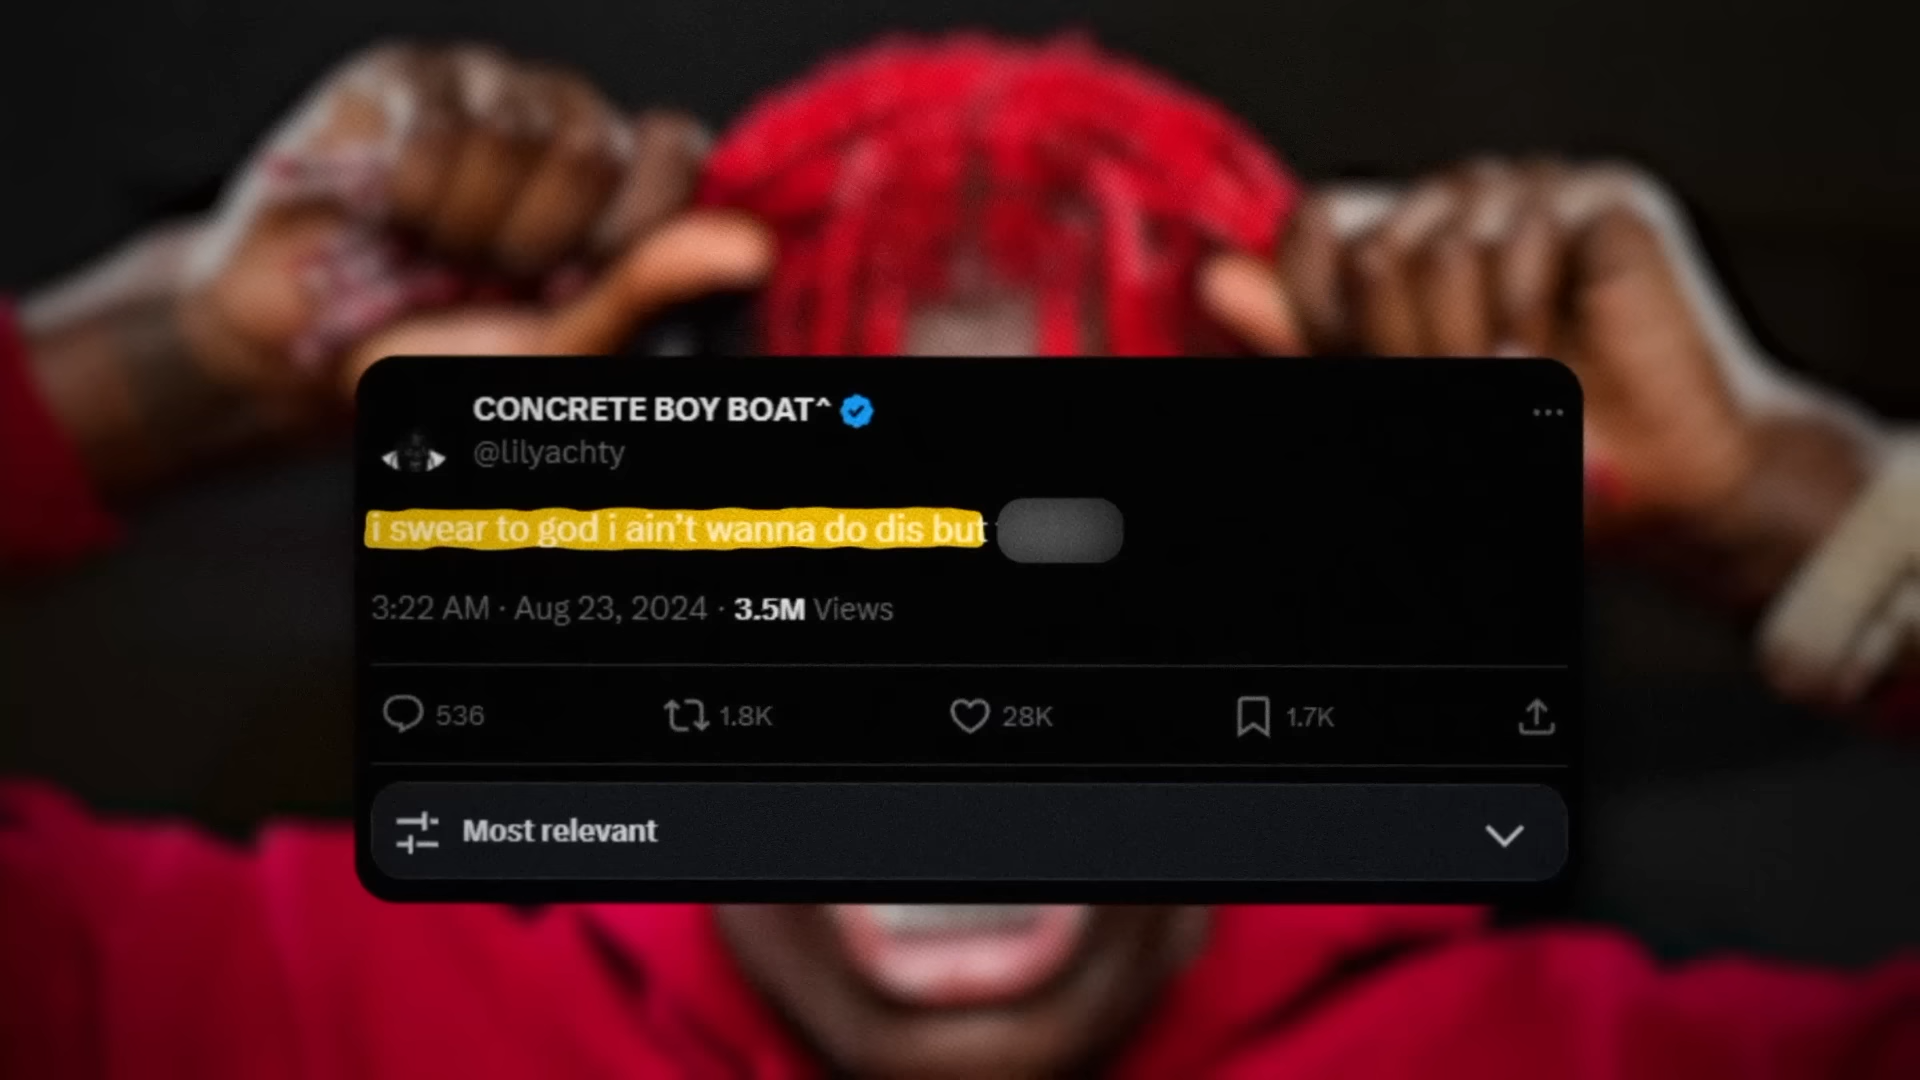 CONCRETE BOY BOAT^
@lilyachty
i swear to god i ain't wanna do dis but
3:22 AM · Aug 23, 2024 · 3.5M Views
536 1.8K 28K 1.7K
Most relevant